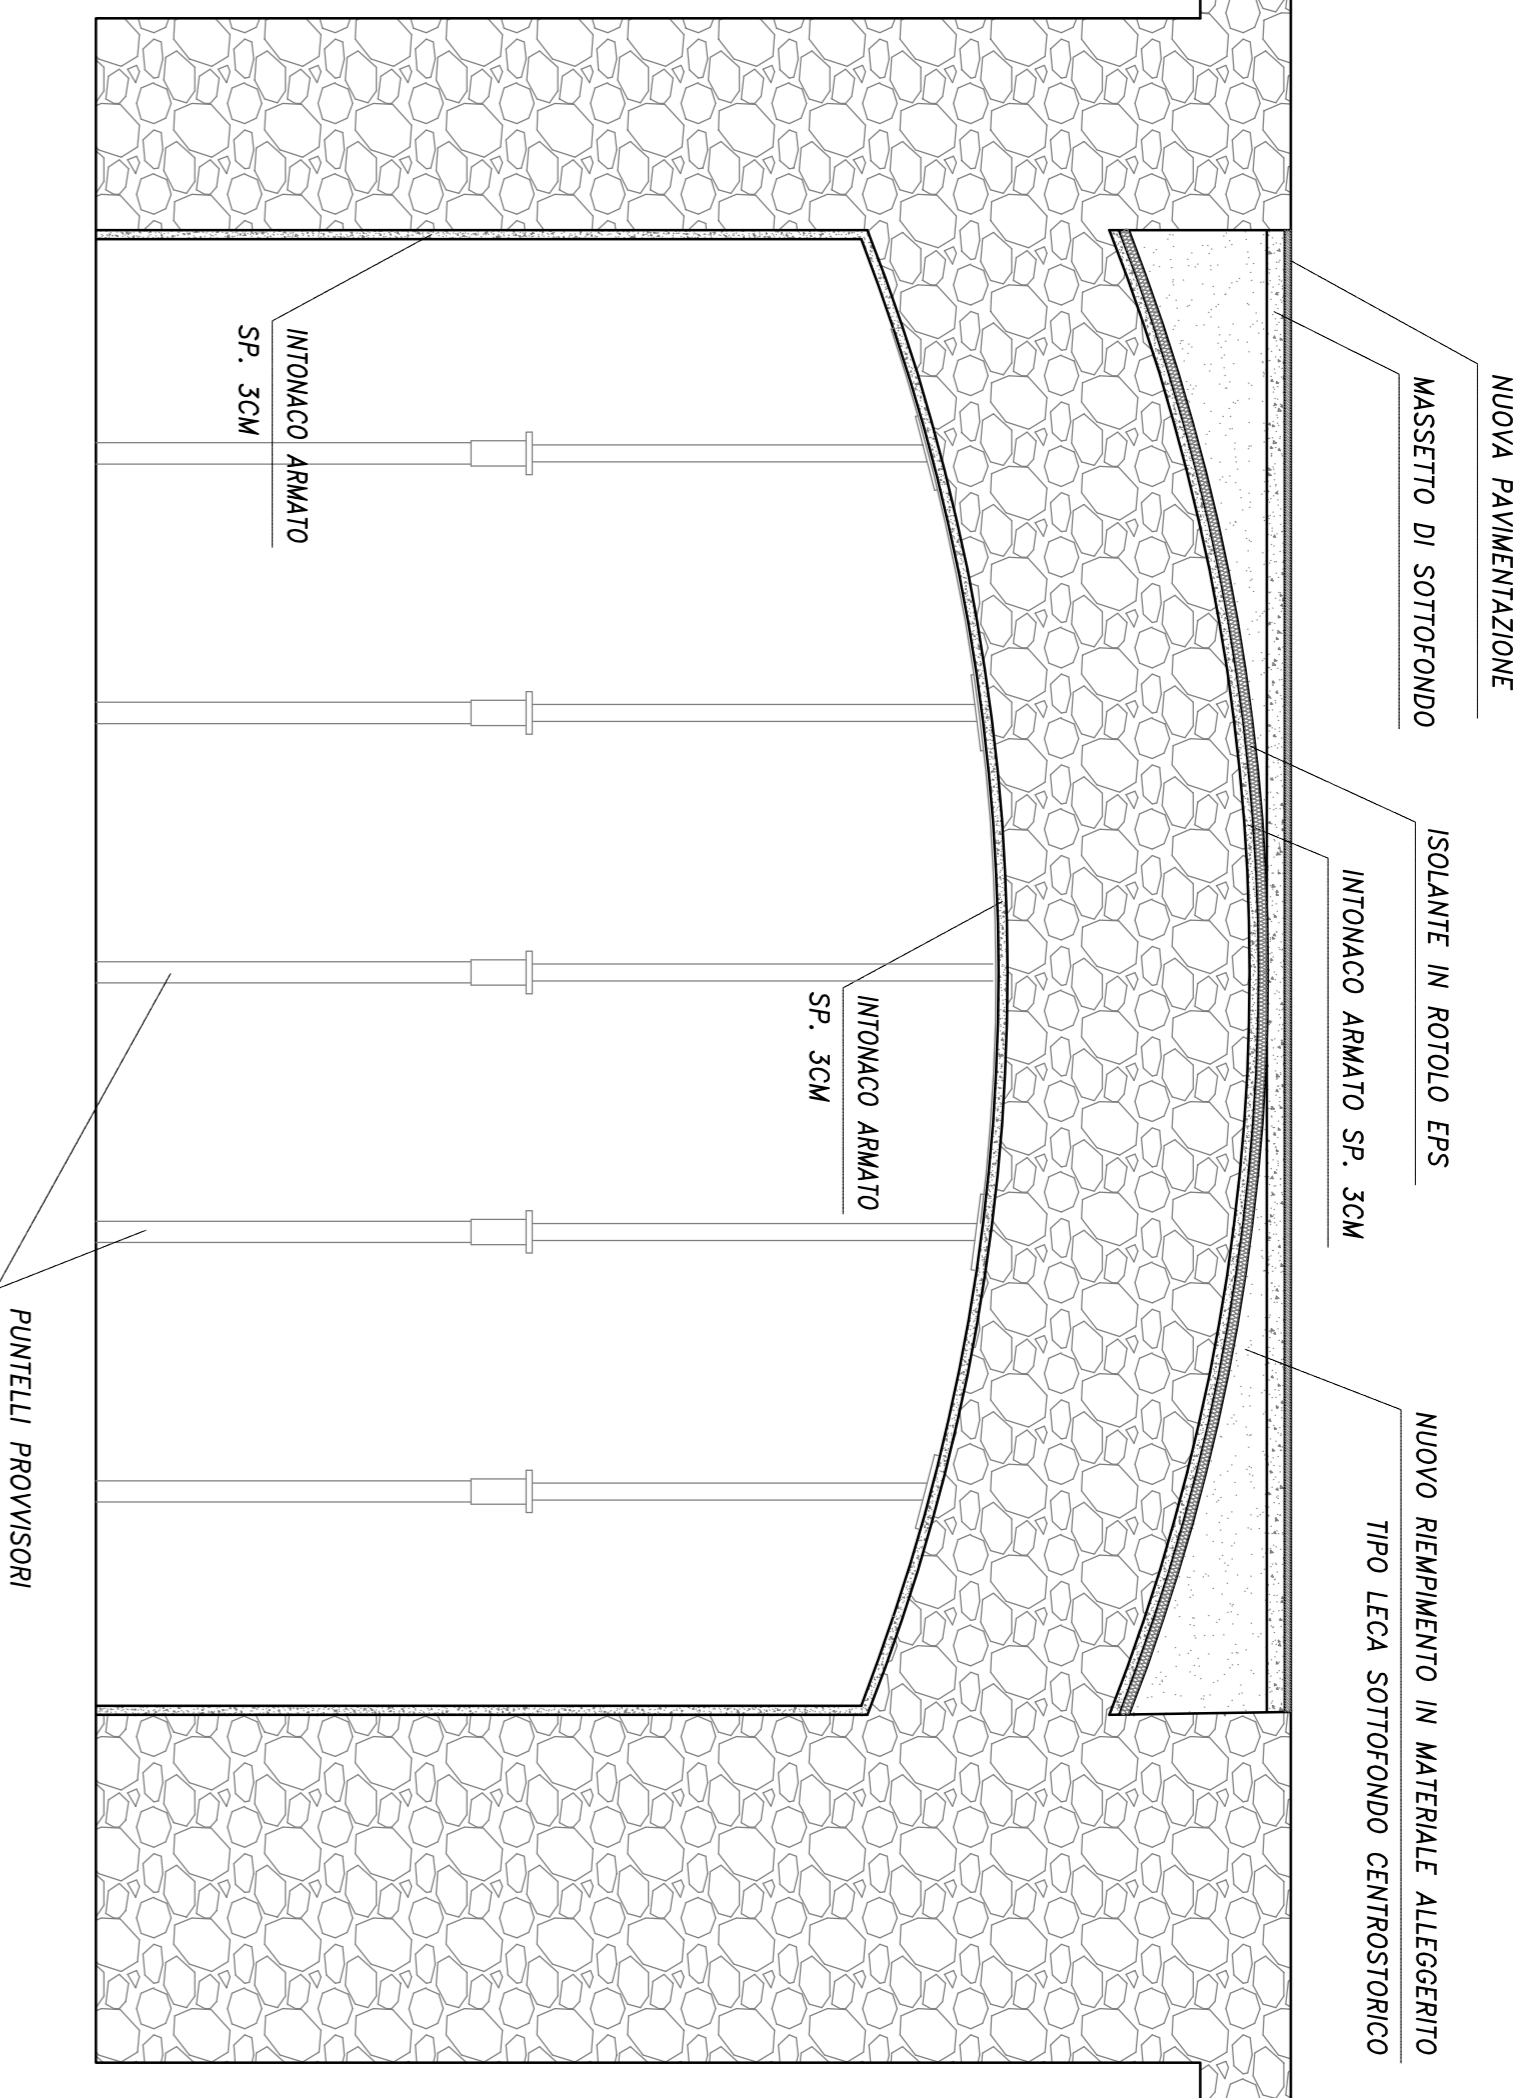 NUOVA PAVIMENTAZIONE
MASSETTO DI SOTTOFONDO
ISOLANTE IN ROTOLO EPS
INTONACO ARMATO SP. 3CM
NUOVO RIEMPIMENTO IN MATERIALE ALLEGGERITO
TIPO LECA SOTTOFONDO CENTROSTORICO
INTONACO ARMATO
SP. 3CM
INTONACO ARMATO
SP. 3CM
PUNTELLI PROVVISORI